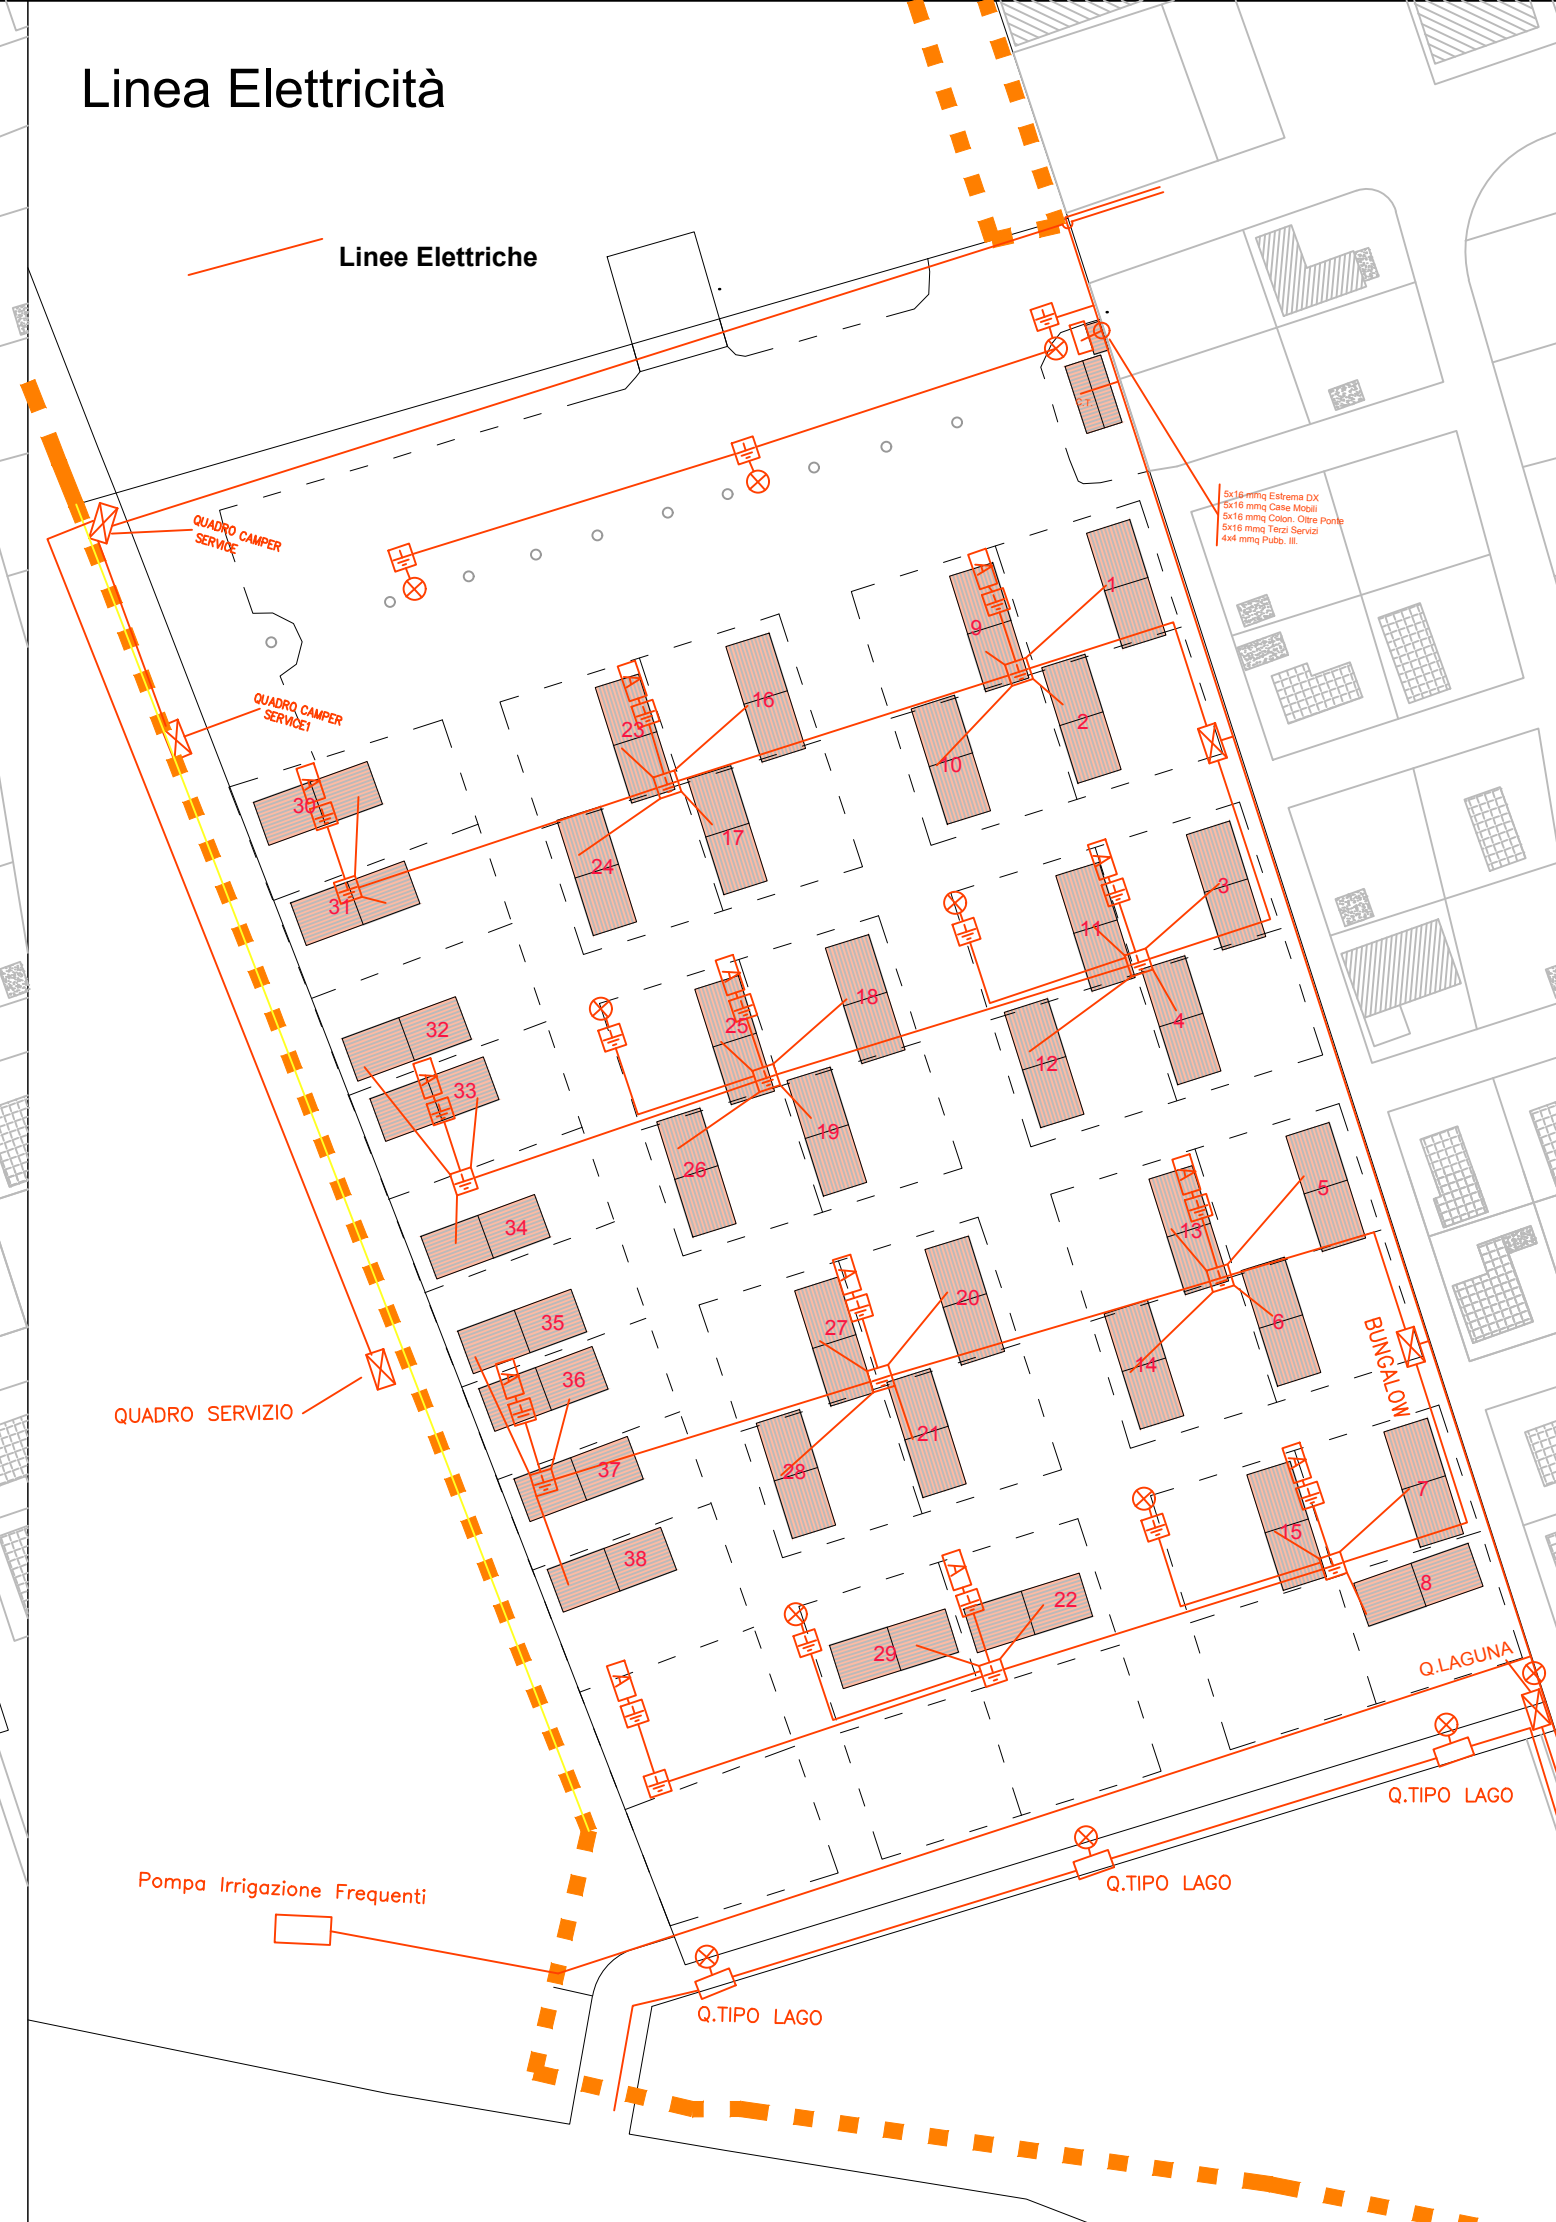 Linea Elettricità
Linee Elettriche
C.T.
5x16 mmq Estrema DX
5x16 mmq Case Mobili
5x16 mmq Colon. Oltre Ponte
5x16 mmq Terzi Servizi
4x4 mmq Pubb. Ill.
QUADRO CAMPER
SERVICE
A
1
9
A
16
23
QUADRO CAMPER
SERVICE1
2
10
A
30
17
24
31
A
3
11
A
18
25
32
4
12
A
33
19
26
A
5
13
34
A
20
27
6
14
35
A
36
BUNGALOW
QUADRO SERVIZIO
21
28
37
A
7
15
38
A
22
8
29
A
Q.LAGUNA
Q.TIPO LAGO
Q.TIPO LAGO
Pompa Irrigazione Frequenti
Q.TIPO LAGO